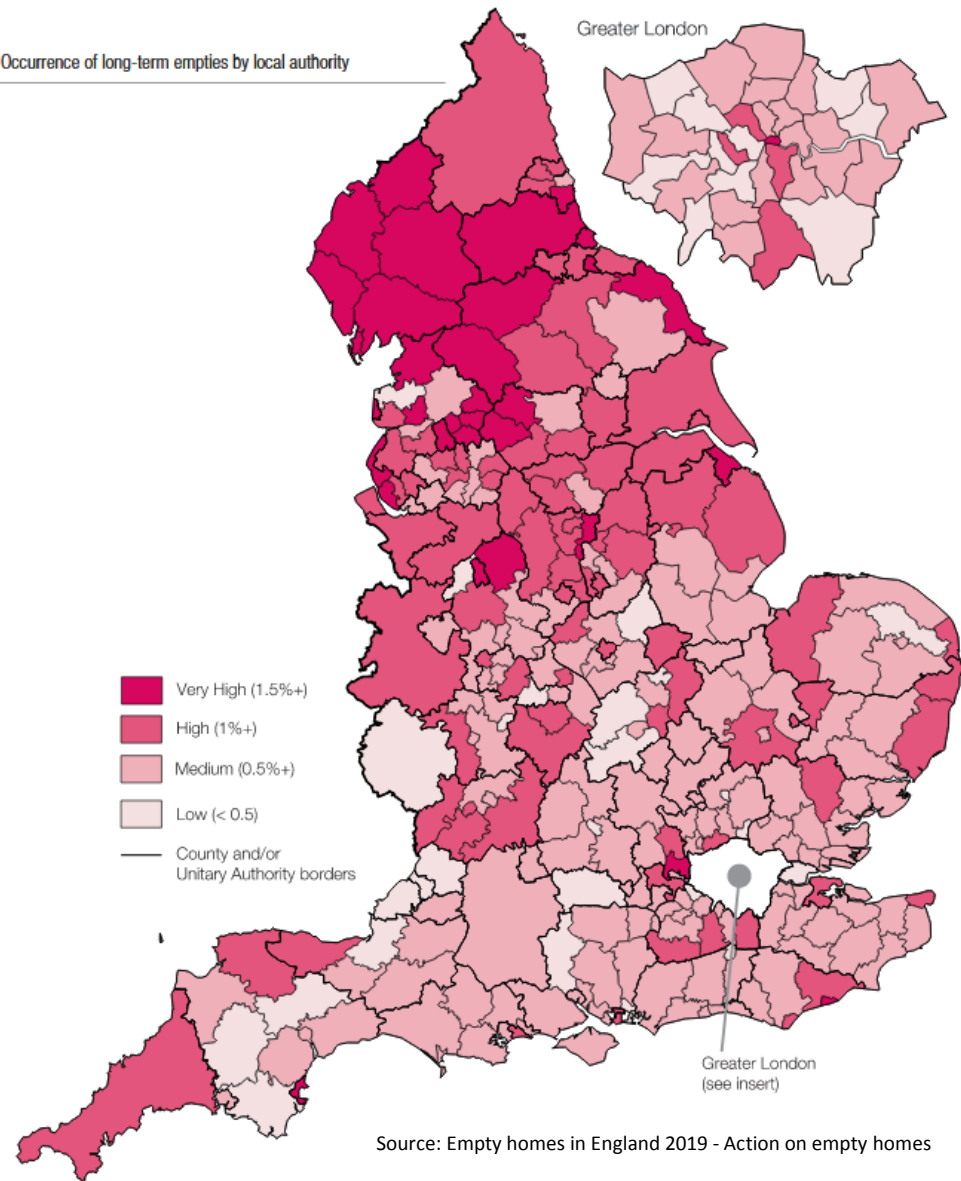 Occurrence of long-term empties by local authority
Greater London
Very High (1.5%+)
High (1%+)
Medium (0.5%+)
Low (< 0.5)
County and/or
Unitary Authority borders
Greater London
(see insert)
Source: Empty homes in England 2019 - Action on empty homes